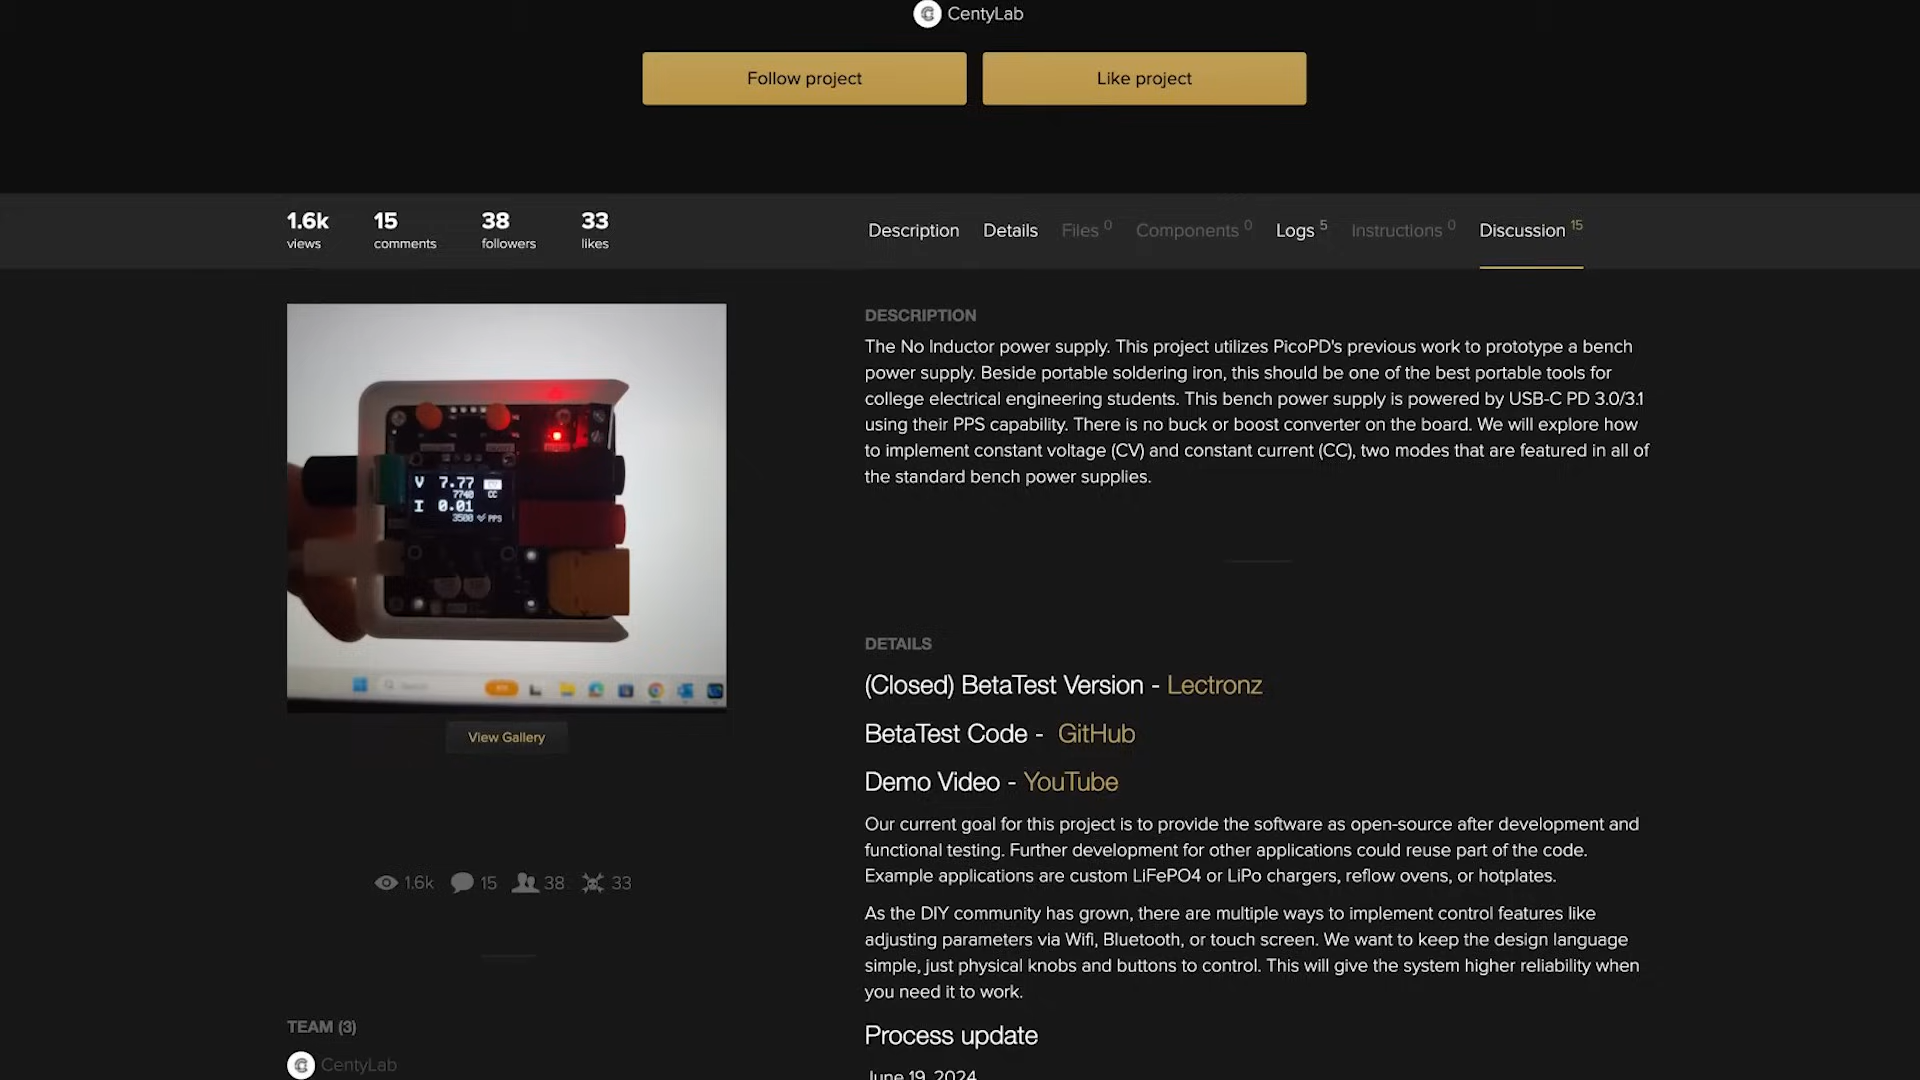 CentyLab
Follow project
Like project
1.6k
views
15
comments
38
followers
33
likes
Description
Details
Files 0
Components 0
Logs 5
Instructions 0
Discussion 15
V 7.77
7740
CC
I 0.01
3500 PPS
View Gallery
1.6k
15
38
33
TEAM (3)
CentyLab
DESCRIPTION
The No Inductor power supply. This project utilizes PicoPD's previous work to prototype a bench
power supply. Beside portable soldering iron, this should be one of the best portable tools for
college electrical engineering students. This bench power supply is powered by USB-C PD 3.0/3.1
using their PPS capability. There is no buck or boost converter on the board. We will explore how
to implement constant voltage (CV) and constant current (CC), two modes that are featured in all of
the standard bench power supplies.
DETAILS
(Closed) BetaTest Version - Lectronz
BetaTest Code - GitHub
Demo Video - YouTube
Our current goal for this project is to provide the software as open-source after development and
functional testing. Further development for other applications could reuse part of the code.
Example applications are custom LiFePO4 or LiPo chargers, reflow ovens, or hotplates.
As the DIY community has grown, there are multiple ways to implement control features like
adjusting parameters via Wifi, Bluetooth, or touch screen. We want to keep the design language
simple, just physical knobs and buttons to control. This will give the system higher reliability when
you need it to work.
Process update
June 19, 2024